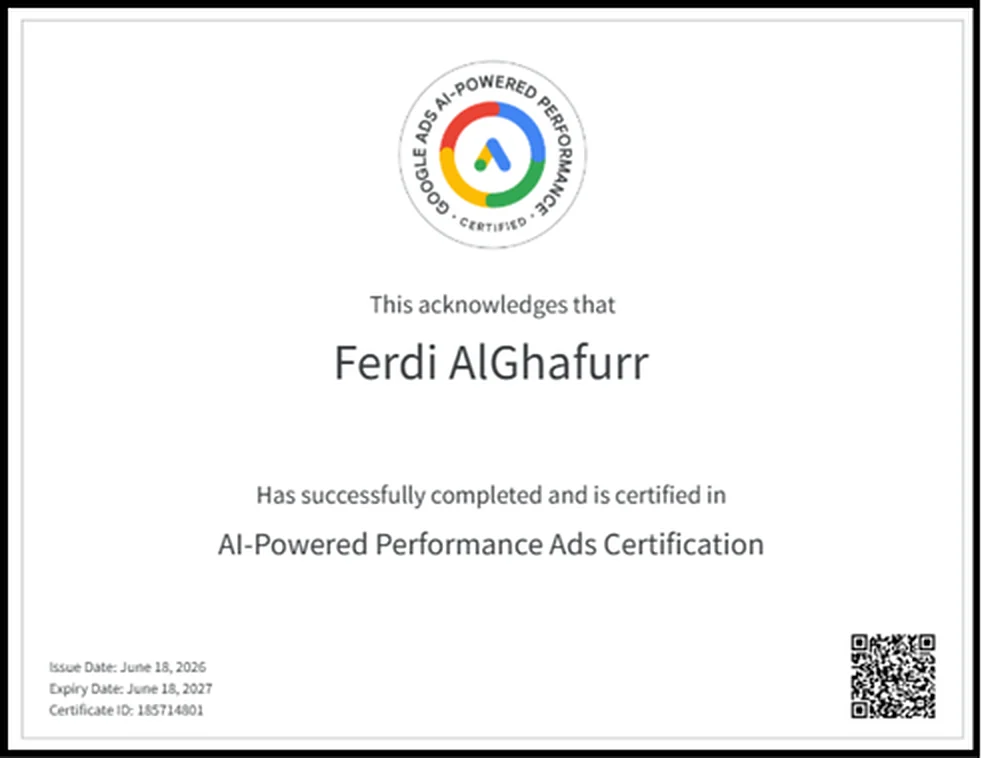 GOOGLE ADS AI-POWERED PERFORMANCE
• CERTIFIED •
This acknowledges that
Ferdi AlGhafurr
Has successfully completed and is certified in
AI-Powered Performance Ads Certification
Issue Date: June 18, 2026
Expiry Date: June 18, 2027
Certificate ID: 185714801